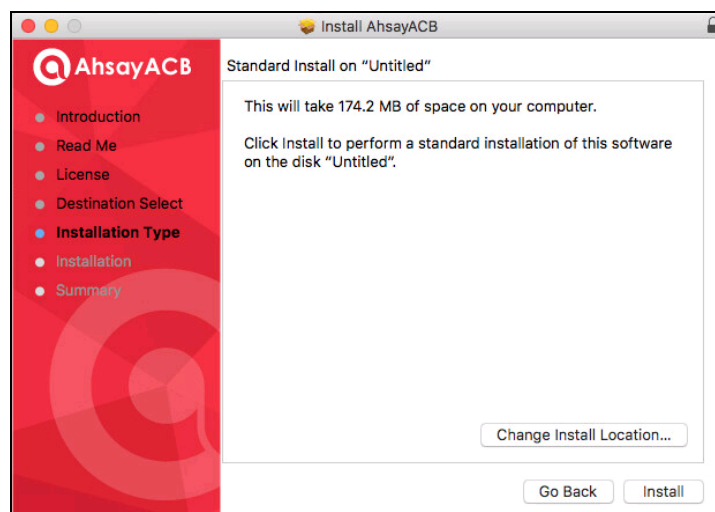 Install AhsayACB
AhsayACB
Standard Install on “Untitled”
Introduction
Read Me
License
Destination Select
Installation Type
Installation
Summary
This will take 174.2 MB of space on your computer.
Click Install to perform a standard installation of this software
on the disk “Untitled”.
Change Install Location...
Go Back
Install